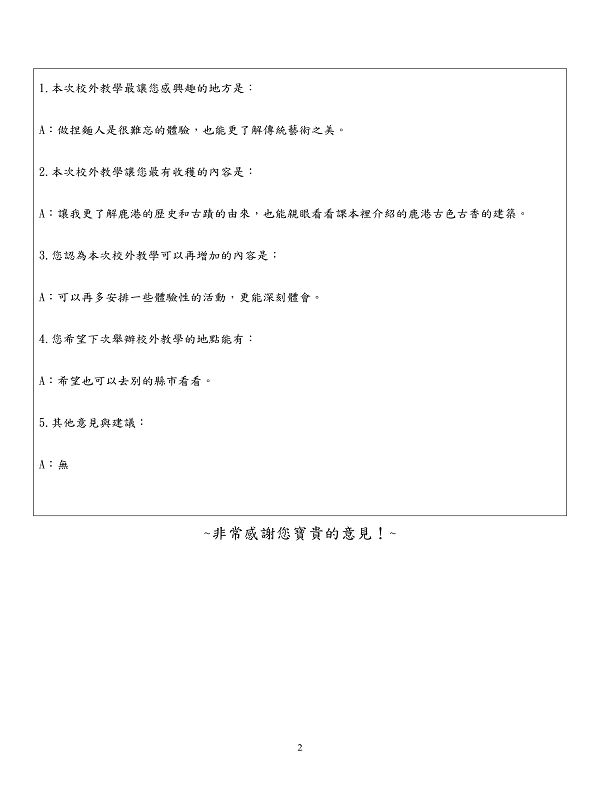 1.本次校外教學最讓您感興趣的地方是：
A：做捏麵人是很難忘的體驗，也能更了解傳統藝術之美。
2.本次校外教學讓您最有收穫的內容是：
A：讓我更了解鹿港的歷史和古蹟的由來，也能親眼看看課本裡介紹的鹿港古色古香的建築。
3.您認為本次校外教學可以再增加的內容是：
A：可以再多安排一些體驗性的活動，更能深刻體會。
4.您希望下次舉辦校外教學的地點能有：
A：希望也可以去別的縣市看看。
5.其他意見與建議：
A：無
~非常感謝您寶貴的意見！~
2